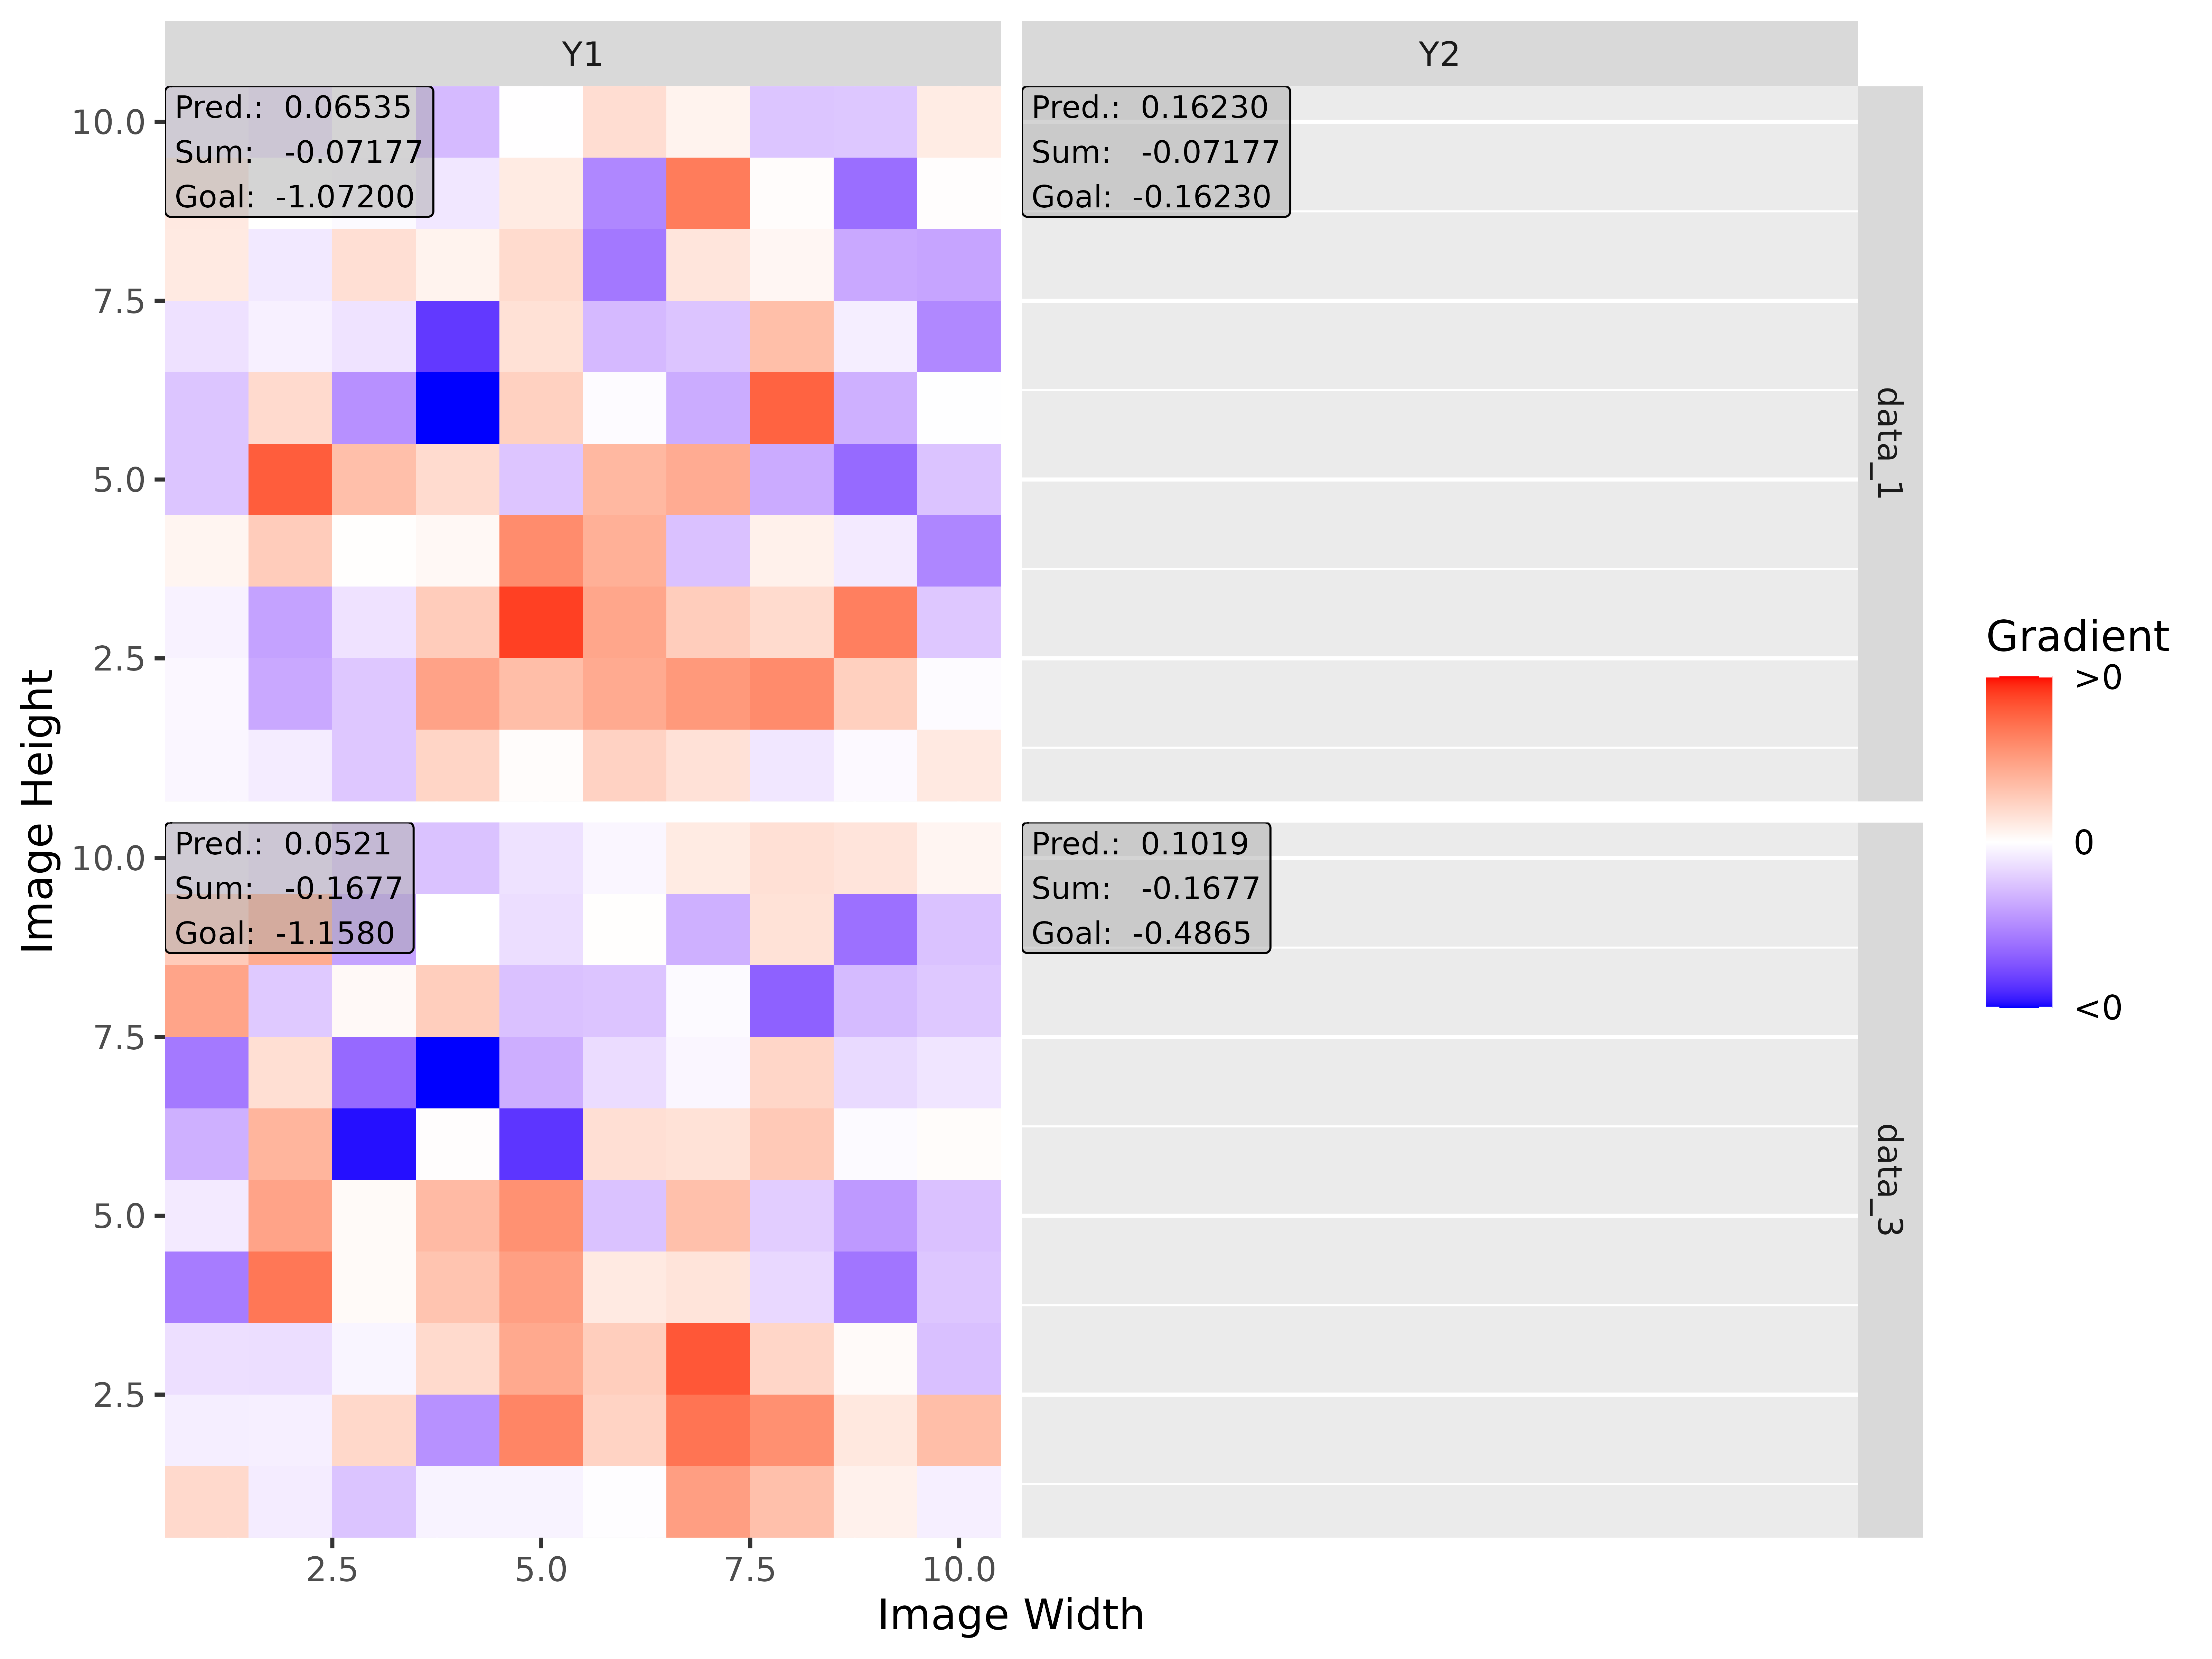 Y1
Y2
Pred.: 0.06535
Sum: -0.07177
Goal: -1.07200
Pred.: 0.16230
Sum: -0.07177
Goal: -0.16230
10.0
7.5
5.0
2.5
data_1
Pred.: 0.0521
Sum: -0.1677
Goal: -1.1580
Pred.: 0.1019
Sum: -0.1677
Goal: -0.4865
10.0
7.5
5.0
2.5
data_3
2.5
5.0
7.5
10.0
Image Width
Image Height
Gradient
>0
0
<0